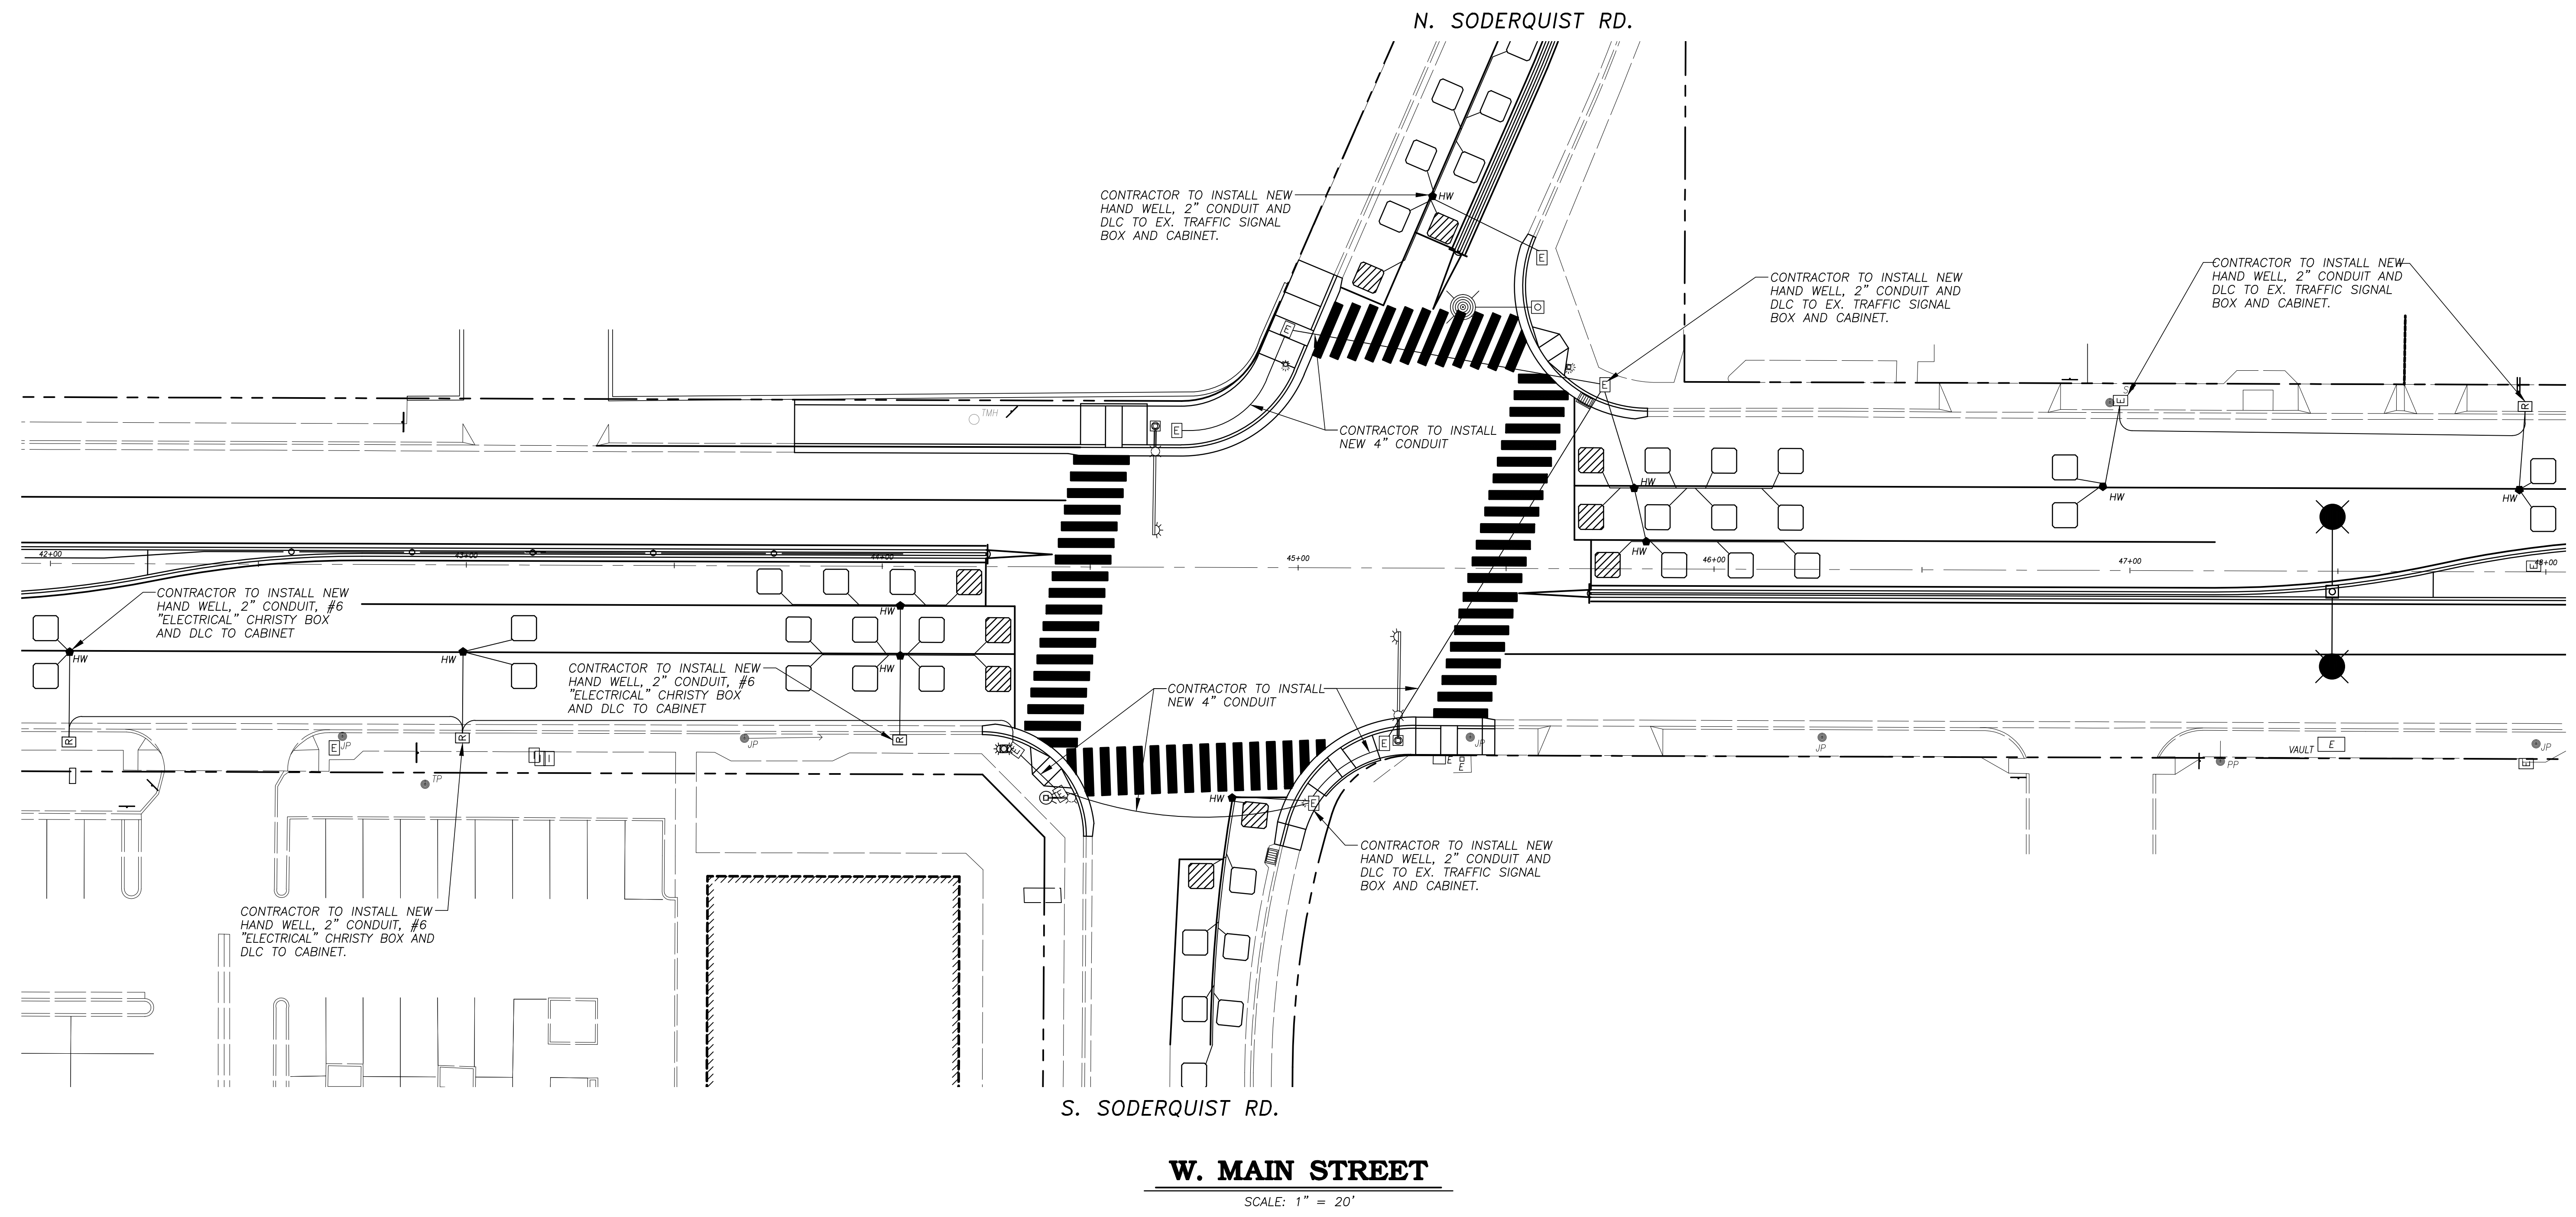 N. SODERQUIST RD.
CONTRACTOR TO INSTALL NEW
HAND WELL, 2" CONDUIT AND
DLC TO EX. TRAFFIC SIGNAL
BOX AND CABINET.
HW
E
CONTRACTOR TO INSTALL NEW
HAND WELL, 2" CONDUIT AND
DLC TO EX. TRAFFIC SIGNAL
BOX AND CABINET.
CONTRACTOR TO INSTALL NEW
HAND WELL, 2" CONDUIT AND
DLC TO EX. TRAFFIC SIGNAL
BOX AND CABINET.
E
E
S
E
R
TMH
E
CONTRACTOR TO INSTALL
NEW 4" CONDUIT
HW
HW
HW
HW
42+00
43+00
44+00
45+00
46+00
47+00
48+00
E
CONTRACTOR TO INSTALL NEW
HAND WELL, 2" CONDUIT, #6
"ELECTRICAL" CHRISTY BOX
AND DLC TO CABINET
HW
HW
HW
HW
CONTRACTOR TO INSTALL NEW
HAND WELL, 2" CONDUIT, #6
"ELECTRICAL" CHRISTY BOX
AND DLC TO CABINET
CONTRACTOR TO INSTALL
NEW 4" CONDUIT
R
E
JP
R
JP
R
E
E
JP
JP
VAULT
E
JP
TP
E
E
PP
E
E
HW
E
CONTRACTOR TO INSTALL NEW
HAND WELL, 2" CONDUIT AND
DLC TO EX. TRAFFIC SIGNAL
BOX AND CABINET.
CONTRACTOR TO INSTALL NEW
HAND WELL, 2" CONDUIT, #6
"ELECTRICAL" CHRISTY BOX AND
DLC TO CABINET.
S. SODERQUIST RD.
W. MAIN STREET
SCALE: 1" = 20'